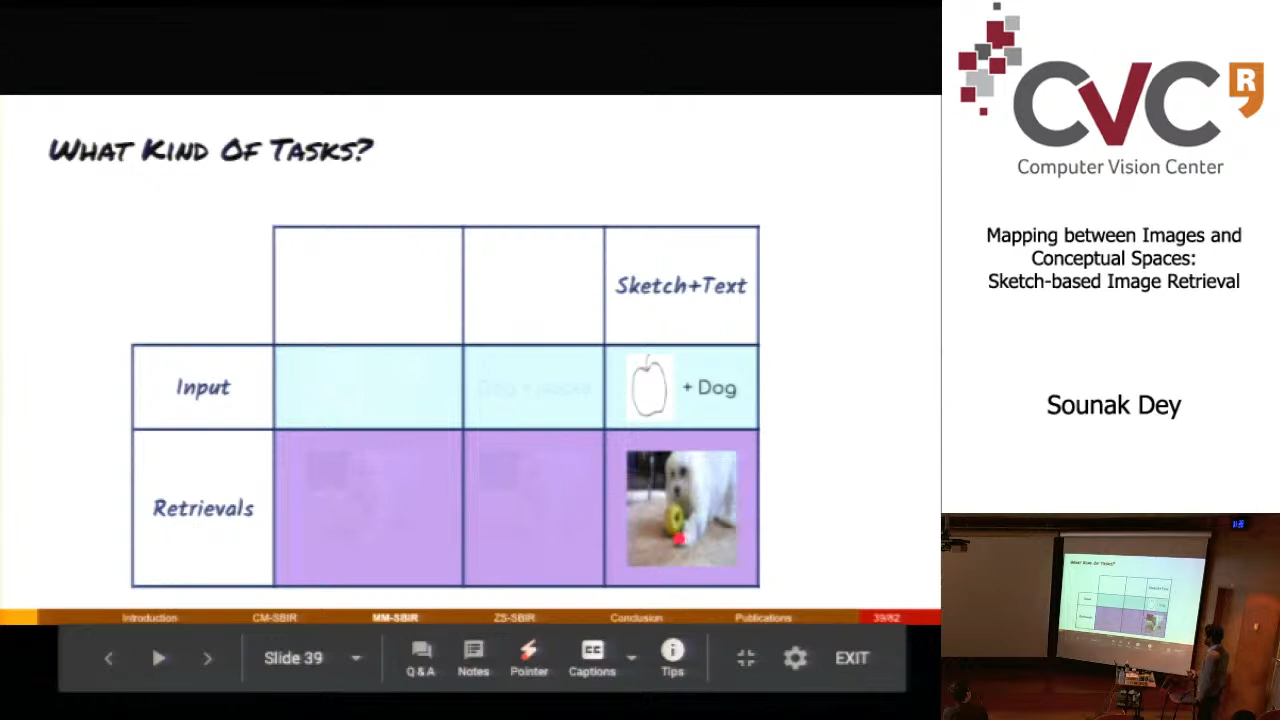 WHAT KIND OF TASKS?
Sketch+Text
Input
+ Dog
Retrievals
Introduction
CM-SBIR
MM-SBIR
ZS-SBIR
Conclusion
Publications
39/82
Slide 39
Q & A
Notes
Pointer
Captions
Tips
EXIT
CVC
R
Computer Vision Center
Mapping between Images and
Conceptual Spaces:
Sketch-based Image Retrieval
Sounak Dey